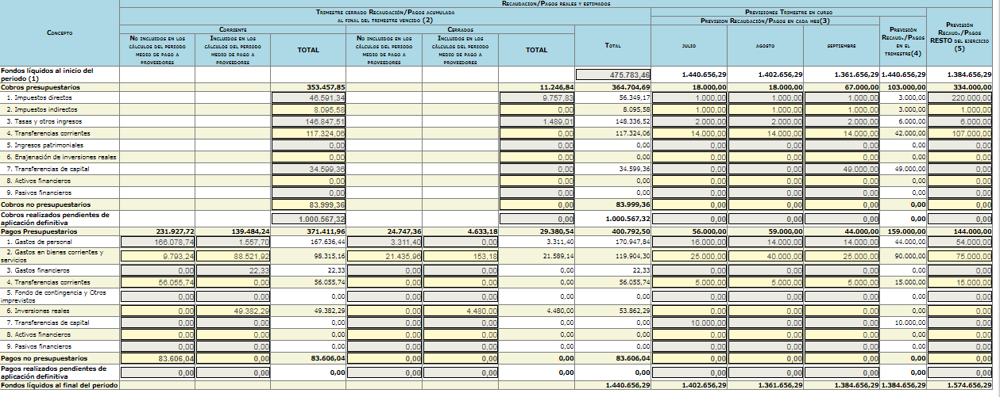 RECAUDACION/PAGOS REALES Y ESTIMADOS
TRIMESTRE CERRADO RECAUDACIÓN/PAGOS ACUMULADA
AL FINAL DEL TRIMESTRE VENCIDO (2)
PREVISIONES TRIMESTRE EN CURSO
PREVISION RECAUDACIÓN/PAGOS EN CADA MES(3)
CONCEPTO
CORRIENTE
CERRADOS
NO INCLUIDOS EN LOS CÁLCULOS DEL PERIODO MEDIO DE PAGO A PROVEEDORES
INCLUIDOS EN LOS CÁLCULOS DEL PERIODO MEDIO DE PAGO A PROVEEDORES
TOTAL
NO INCLUIDOS EN LOS CÁLCULOS DEL PERIODO MEDIO DE PAGO A PROVEEDORES
INCLUIDOS EN LOS CÁLCULOS DEL PERIODO MEDIO DE PAGO A PROVEEDORES
TOTAL
TOTAL
JULIO
AGOSTO
SEPTIEMBRE
PREVISIÓN RECAUD./PAGOS EN EL TRIMESTRE(4)
PREVISIÓN RECAUD./PAGOS RESTO DEL EJERCICIO (5)
Fondos líquidos al inicio del periodo (1) 475.783,46 1.440.656,29 1.402.656,29 1.361.656,29 1.440.656,29 1.384.656,29
Cobros presupuestarios 353.457,85 11.246,84 364.704,69 18.000,00 18.000,00 67.000,00 103.000,00 334.000,00
1. Impuestos directos 46.591,34 9.757,83 56.349,17 1.000,00 1.000,00 1.000,00 3.000,00 220.000,00
2. Impuestos indirectos 8.095,58 0,00 8.095,58 1.000,00 1.000,00 1.000,00 3.000,00 1.000,00
3. Tasas y otros ingresos 146.847,51 1.489,01 148.336,52 2.000,00 2.000,00 2.000,00 6.000,00 6.000,00
4. Transferencias corrientes 117.324,06 0,00 117.324,06 14.000,00 14.000,00 14.000,00 42.000,00 107.000,00
5. Ingresos patrimoniales 0,00 0,00 0,00 0,00 0,00 0,00 0,00 0,00
6. Enajenación de inversiones reales 0,00 0,00 0,00 0,00 0,00 0,00 0,00 0,00
7. Transferencias de capital 34.599,36 0,00 34.599,36 0,00 0,00 49.000,00 49.000,00 0,00
8. Activos financieros 0,00 0,00 0,00 0,00 0,00 0,00 0,00 0,00
9. Pasivos financieros 0,00 0,00 0,00 0,00 0,00 0,00 0,00 0,00
Cobros no presupuestarios 83.999,36 0,00 83.999,36 0,00 0,00 0,00 0,00 0,00
Cobros realizados pendientes de aplicación definitiva 1.000.567,32 0,00 1.000.567,32 0,00 0,00 0,00 0,00 0,00
Pagos Presupuestarios 231.927,72 139.484,24 371.411,96 24.747,36 4.633,18 29.380,54 400.792,50 56.000,00 59.000,00 44.000,00 159.000,00 144.000,00
1. Gastos de personal 166.078,74 1.557,70 167.636,44 3.311,40 0,00 3.311,40 170.947,84 16.000,00 14.000,00 14.000,00 44.000,00 54.000,00
2. Gastos en bienes corrientes y servicios 9.793,24 88.521,92 98.315,16 21.435,96 153,18 21.589,14 119.904,30 25.000,00 40.000,00 25.000,00 90.000,00 75.000,00
3. Gastos financieros 0,00 22,33 22,33 0,00 0,00 0,00 22,33 0,00 0,00 0,00 0,00 0,00
4. Transferencias corrientes 56.055,74 0,00 56.055,74 0,00 0,00 0,00 56.055,74 5.000,00 5.000,00 5.000,00 15.000,00 15.000,00
5. Fondo de contingencia y Otros imprevistos 0,00 0,00 0,00 0,00 0,00 0,00 0,00 0,00 0,00 0,00 0,00 0,00
6. Inversiones reales 0,00 49.382,29 49.382,29 0,00 4.480,00 4.480,00 53.862,29 0,00 0,00 0,00 0,00 0,00
7. Transferencias de capital 0,00 0,00 0,00 0,00 0,00 0,00 0,00 10.000,00 0,00 0,00 10.000,00 0,00
8. Activos financieros 0,00 0,00 0,00 0,00 0,00 0,00 0,00 0,00 0,00 0,00 0,00 0,00
9. Pasivos financieros 0,00 0,00 0,00 0,00 0,00 0,00 0,00 0,00 0,00 0,00 0,00 0,00
Pagos no presupuestarios 83.606,04 0,00 83.606,04 0,00 0,00 0,00 83.606,04 0,00 0,00 0,00 0,00 0,00
Pagos realizados pendientes de aplicación definitiva 0,00 0,00 0,00 0,00 0,00 0,00 0,00 0,00 0,00 0,00 0,00 0,00
Fondos líquidos al final del periodo 1.440.656,29 1.402.656,29 1.361.656,29 1.384.656,29 1.384.656,29 1.574.656,29